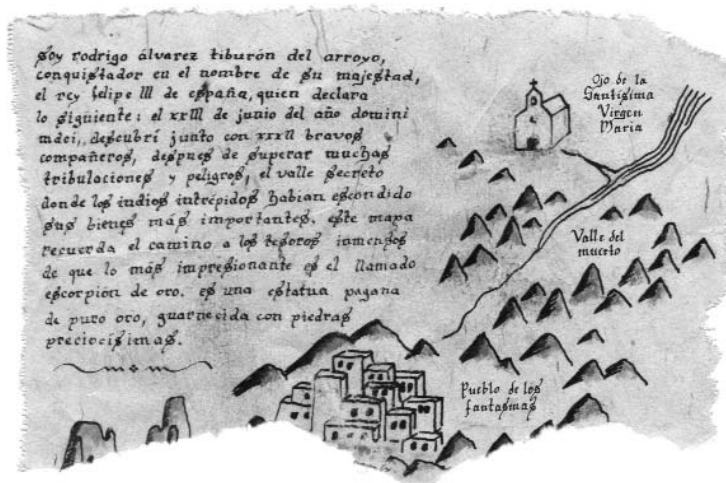 soy rodrigo álvarez tiburón del arroyo,
conquistador en el nombre de su majestad,
el rey felipe III de españa, quien declara
lo siguiente: el xxIII de junio del año domini
mdci, descubrí junto con xxxII bravos
compañeros, despues de superar muchas
tribulaciones y peligros, el valle secreto
donde los indios intrépidos habian escondido
sus bienes más importantes. este mapa
recuerda el camino a los tesoros inmensos
de que lo más impresionante es el llamado
escorpión de oro. es una estatua pagana
de puro oro, guarnecida con piedras
preciocisimas.
Ojo de la
Santísima
Virgen
Maria
Valle del
muerto
Pueblo de los
fantasmas